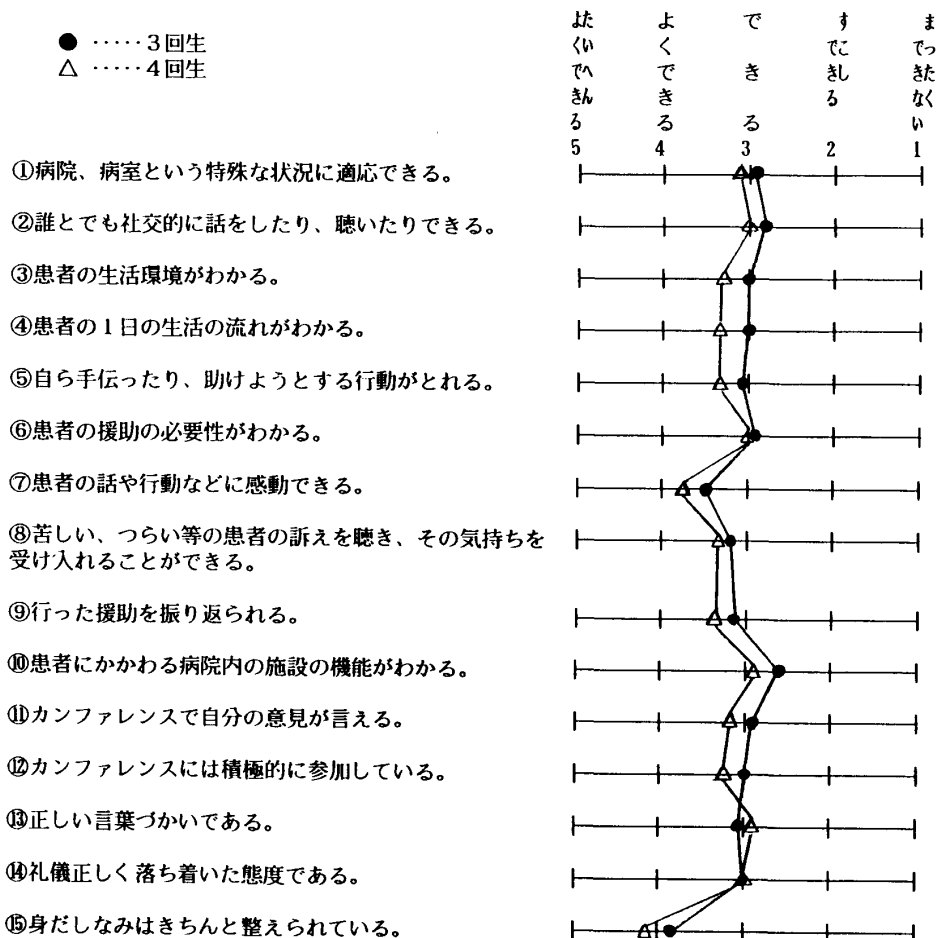 ● ‥‥‥3回生
△ ‥‥‥4回生
たいへん よくできる
よくできる
できる
すこし できる
まったく できない
5 4 3 2 1
①病院、病室という特殊な状況に適応できる。
②誰とでも社交的に話をしたり、聴いたりできる。
③患者の生活環境がわかる。
④患者の1日の生活の流れがわかる。
⑤自ら手伝ったり、助けようとする行動がとれる。
⑥患者の援助の必要性がわかる。
⑦患者の話や行動などに感動できる。
⑧苦しい、つらい等の患者の訴えを聴き、その気持ちを
受け入れることができる。
⑨行った援助を振り返られる。
⑩患者にかかわる病院内の施設の機能がわかる。
⑪カンファレンスで自分の意見が言える。
⑫カンファレンスには積極的に参加している。
⑬正しい言葉づかいである。
⑭礼儀正しく落ち着いた態度である。
⑮身だしなみはきちんと整えられている。